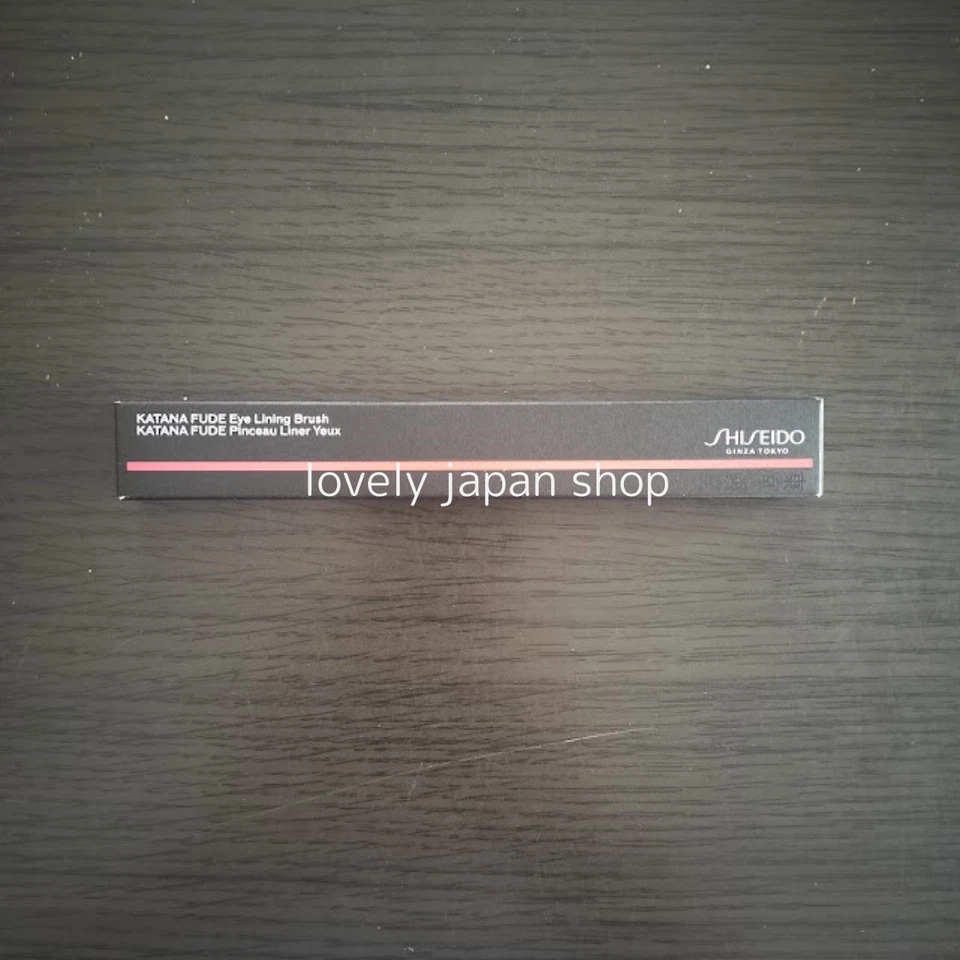 KATANA FUDE Eye Lining Brush
KATANA FUDE Pinceau Liner Yeux
SHISEIDO
GINZA TOKYO
lovely japan shop